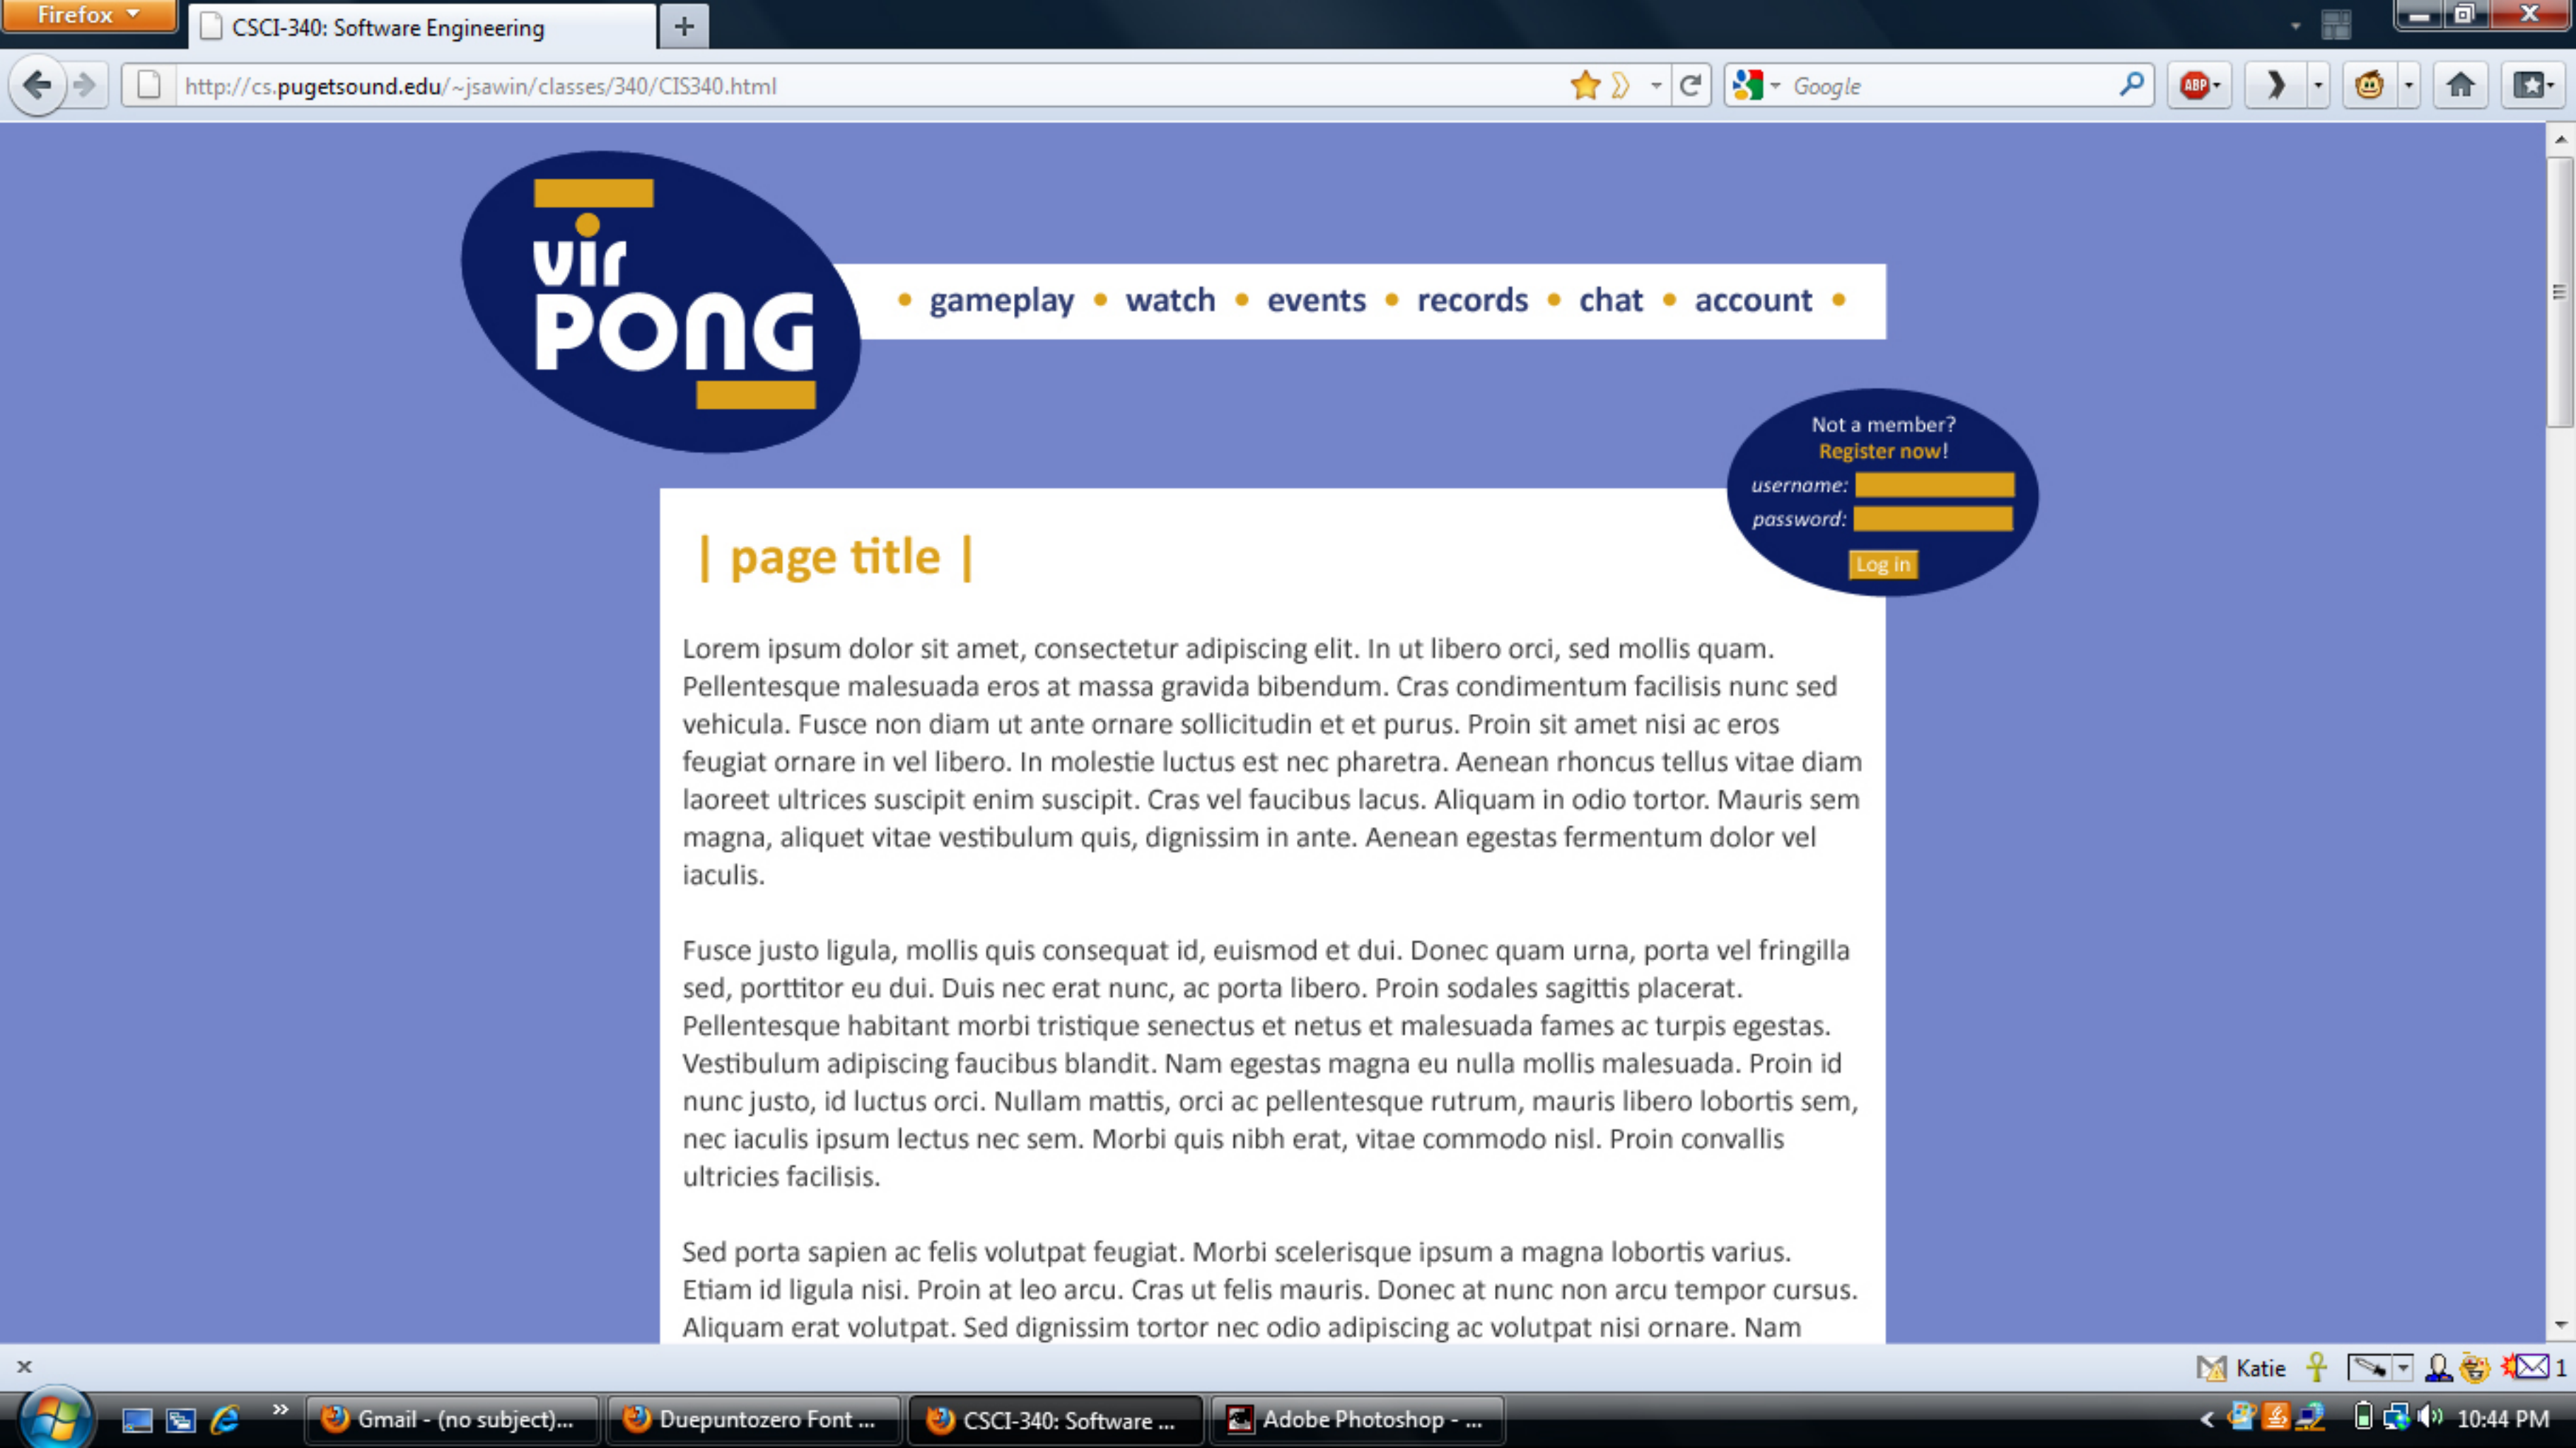 Firefox
CSCI-340: Software Engineering
http://cs.pugetsound.edu/~jsawin/classes/340/CIS340.html
Google
ABP
vir
PONG
• gameplay • watch • events • records • chat • account •
Not a member?
Register now!
username:
password:
Log in
| page title |
Lorem ipsum dolor sit amet, consectetur adipiscing elit. In ut libero orci, sed mollis quam.
Pellentesque malesuada eros at massa gravida bibendum. Cras condimentum facilisis nunc sed
vehicula. Fusce non diam ut ante ornare sollicitudin et et purus. Proin sit amet nisi ac eros
feugiat ornare in vel libero. In molestie luctus est nec pharetra. Aenean rhoncus tellus vitae diam
laoreet ultrices suscipit enim suscipit. Cras vel faucibus lacus. Aliquam in odio tortor. Mauris sem
magna, aliquet vitae vestibulum quis, dignissim in ante. Aenean egestas fermentum dolor vel
iaculis.
Fusce justo ligula, mollis quis consequat id, euismod et dui. Donec quam urna, porta vel fringilla
sed, porttitor eu dui. Duis nec erat nunc, ac porta libero. Proin sodales sagittis placerat.
Pellentesque habitant morbi tristique senectus et netus et malesuada fames ac turpis egestas.
Vestibulum adipiscing faucibus blandit. Nam egestas magna eu nulla mollis malesuada. Proin id
nunc justo, id luctus orci. Nullam mattis, orci ac pellentesque rutrum, mauris libero lobortis sem,
nec iaculis ipsum lectus nec sem. Morbi quis nibh erat, vitae commodo nisl. Proin convallis
ultricies facilisis.
Sed porta sapien ac felis volutpat feugiat. Morbi scelerisque ipsum a magna lobortis varius.
Etiam id ligula nisi. Proin at leo arcu. Cras ut felis mauris. Donec at nunc non arcu tempor cursus.
Aliquam erat volutpat. Sed dignissim tortor nec odio adipiscing ac volutpat nisi ornare. Nam
Katie
1
Gmail - (no subject)...
Duepuntozero Font ...
CSCI-340: Software ...
Adobe Photoshop - ...
10:44 PM